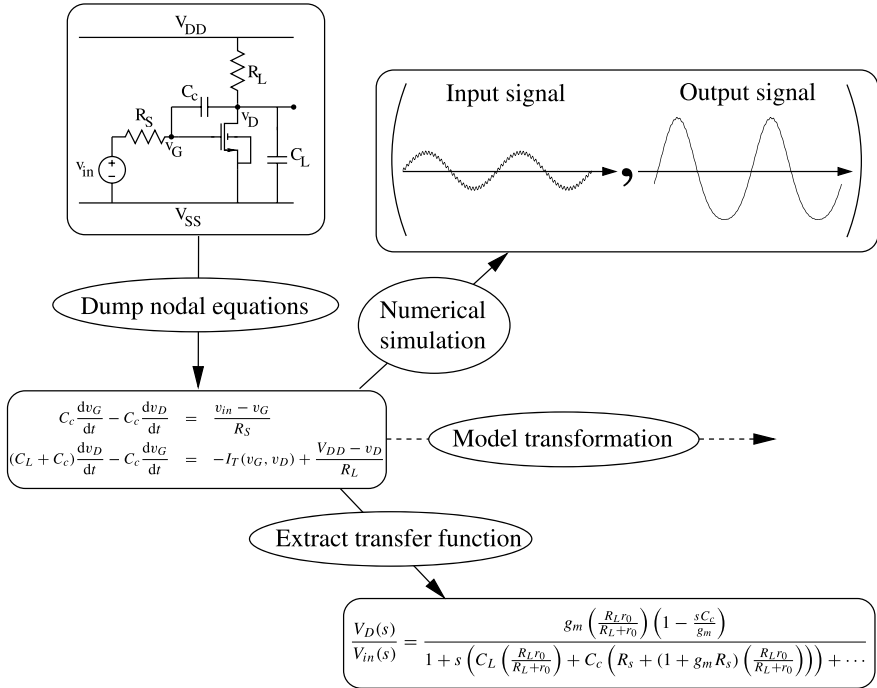 V_DD
R_L
C_c
R_S
v_D
v_G
v_in
+
−
C_L
V_SS
Input signal
Output signal
( , )
Dump nodal equations
Numerical
simulation
C_c dv_G/dt − C_c dv_D/dt = (v_in − v_G)/R_S
(C_L + C_c) dv_D/dt − C_c dv_G/dt = −I_T(v_G, v_D) + (V_DD − v_D)/R_L
Model transformation
Extract transfer function
V_D(s)/V_in(s) = g_m (R_L r_0/(R_L+r_0)) (1 − sC_c/g_m) / (1 + s (C_L (R_L r_0/(R_L+r_0)) + C_c (R_s + (1 + g_m R_s) (R_L r_0/(R_L+r_0)))) + ⋯